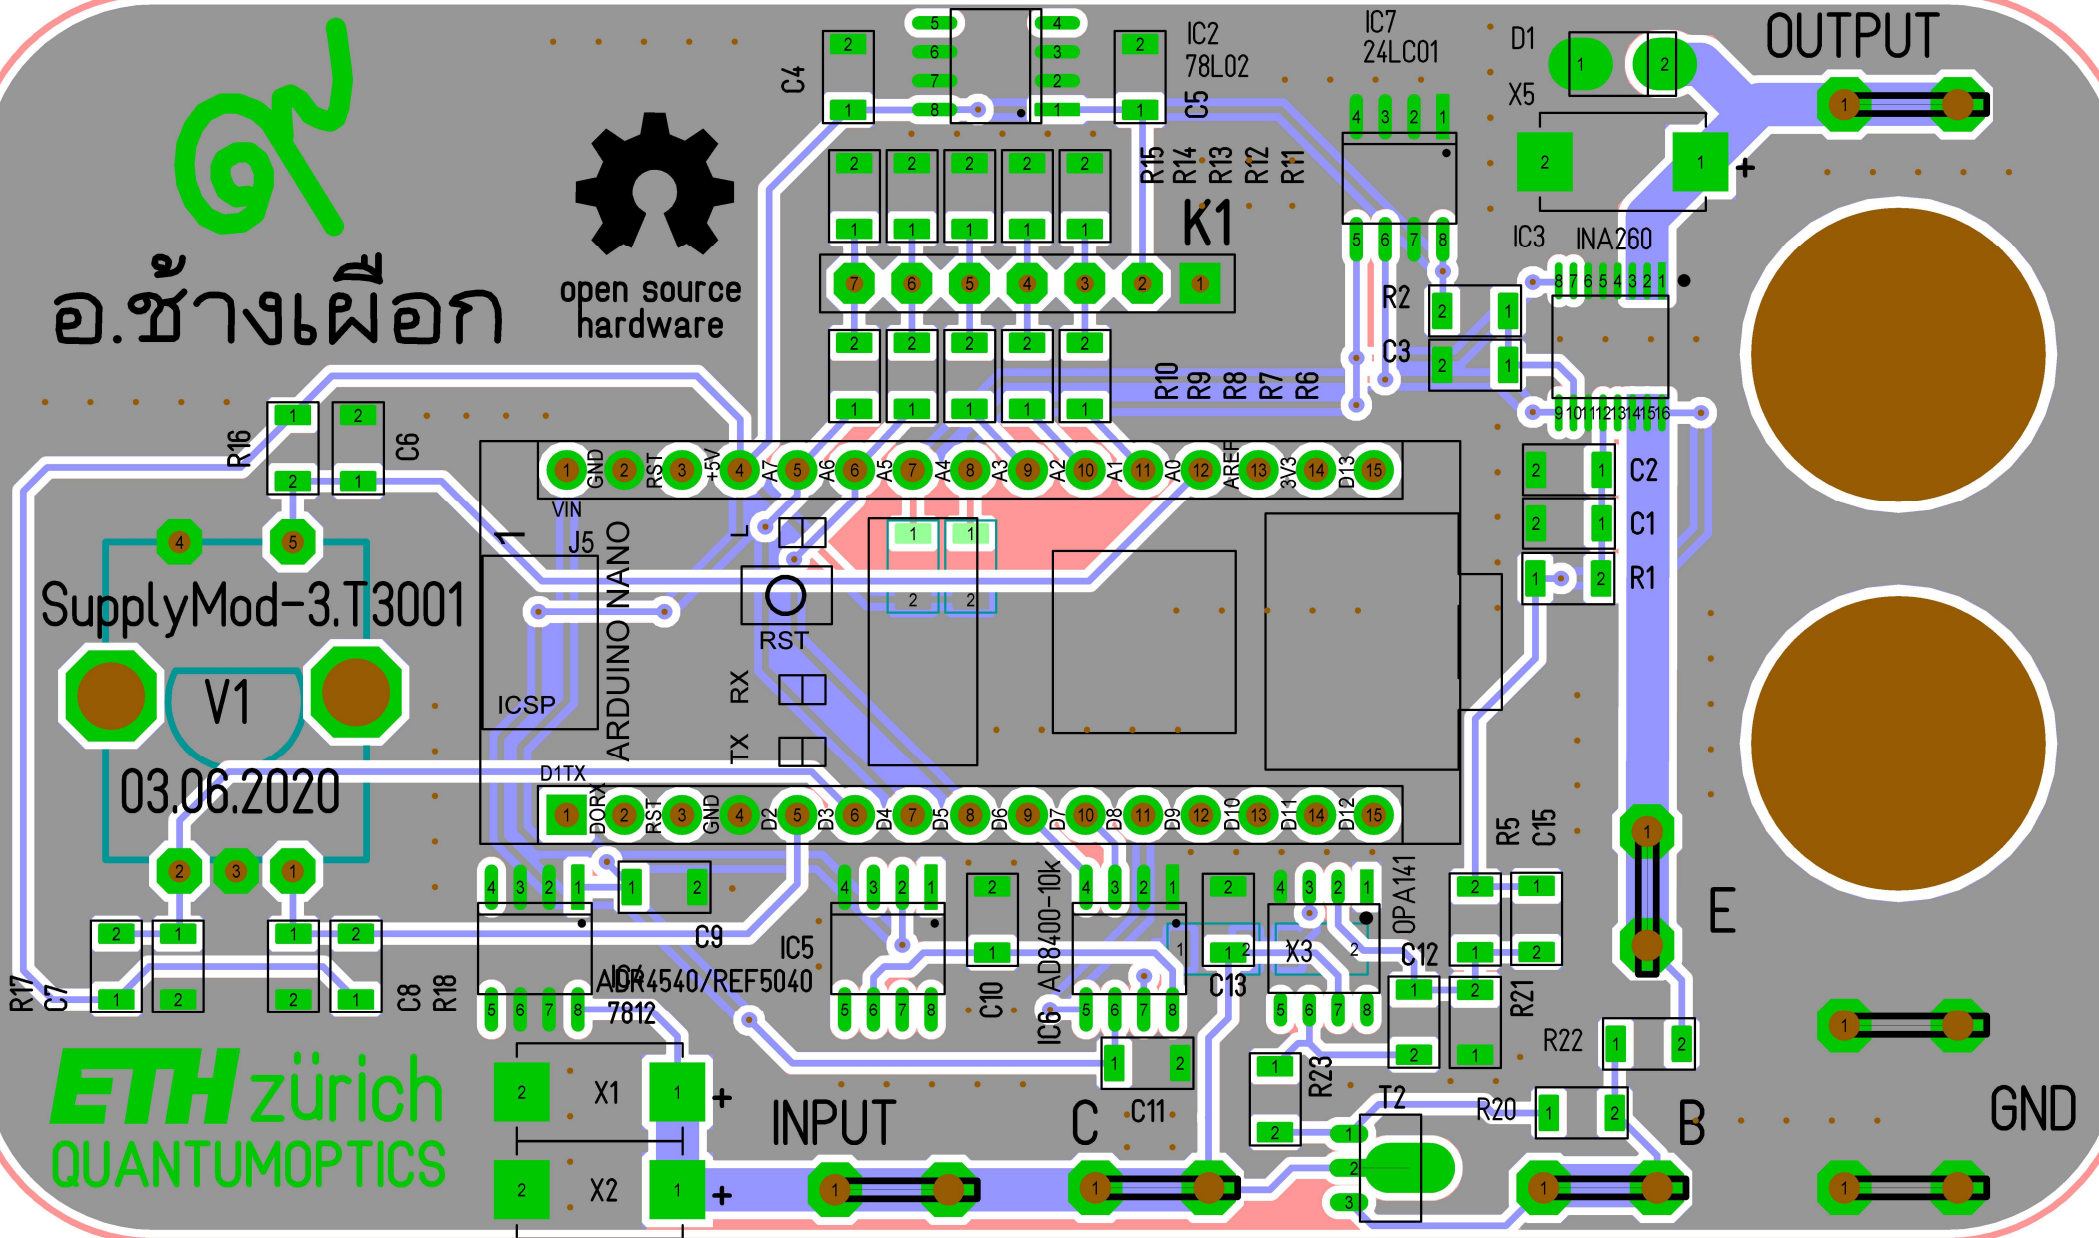 OUTPUT
D1
X5
IC7
24LC01
IC2
78L02
C4
C5
R15
R14
R13
R12
R11
K1
IC3
INA260
R2
C3
อ.ช้างเผือก
open source
hardware
R10
R9
R8
R7
R6
R16
C6
C2
C1
R1
VIN
GND
RST
+5V
A7
A6
A5
A4
A3
A2
A1
A0
AREF
3V3
D13
1
J5
L
ARDUINO NANO
SupplyMod-3.T3001
RST
ICSP
RX
TX
V1
03.06.2020
D1TX
D0RX
RST
GND
D2
D3
D4
D5
D6
D7
D8
D9
D10
D11
D12
R5
C15
E
OPA141
C9
IC5
ADR4540/REF5040
7812
C10
IC6
AD8400-10k
C13
X3
C12
R21
R17
C7
C8
R18
R22
R23
C11
T2
R20
ETH zürich
QUANTUMOPTICS
X1
X2
INPUT
C
B
GND